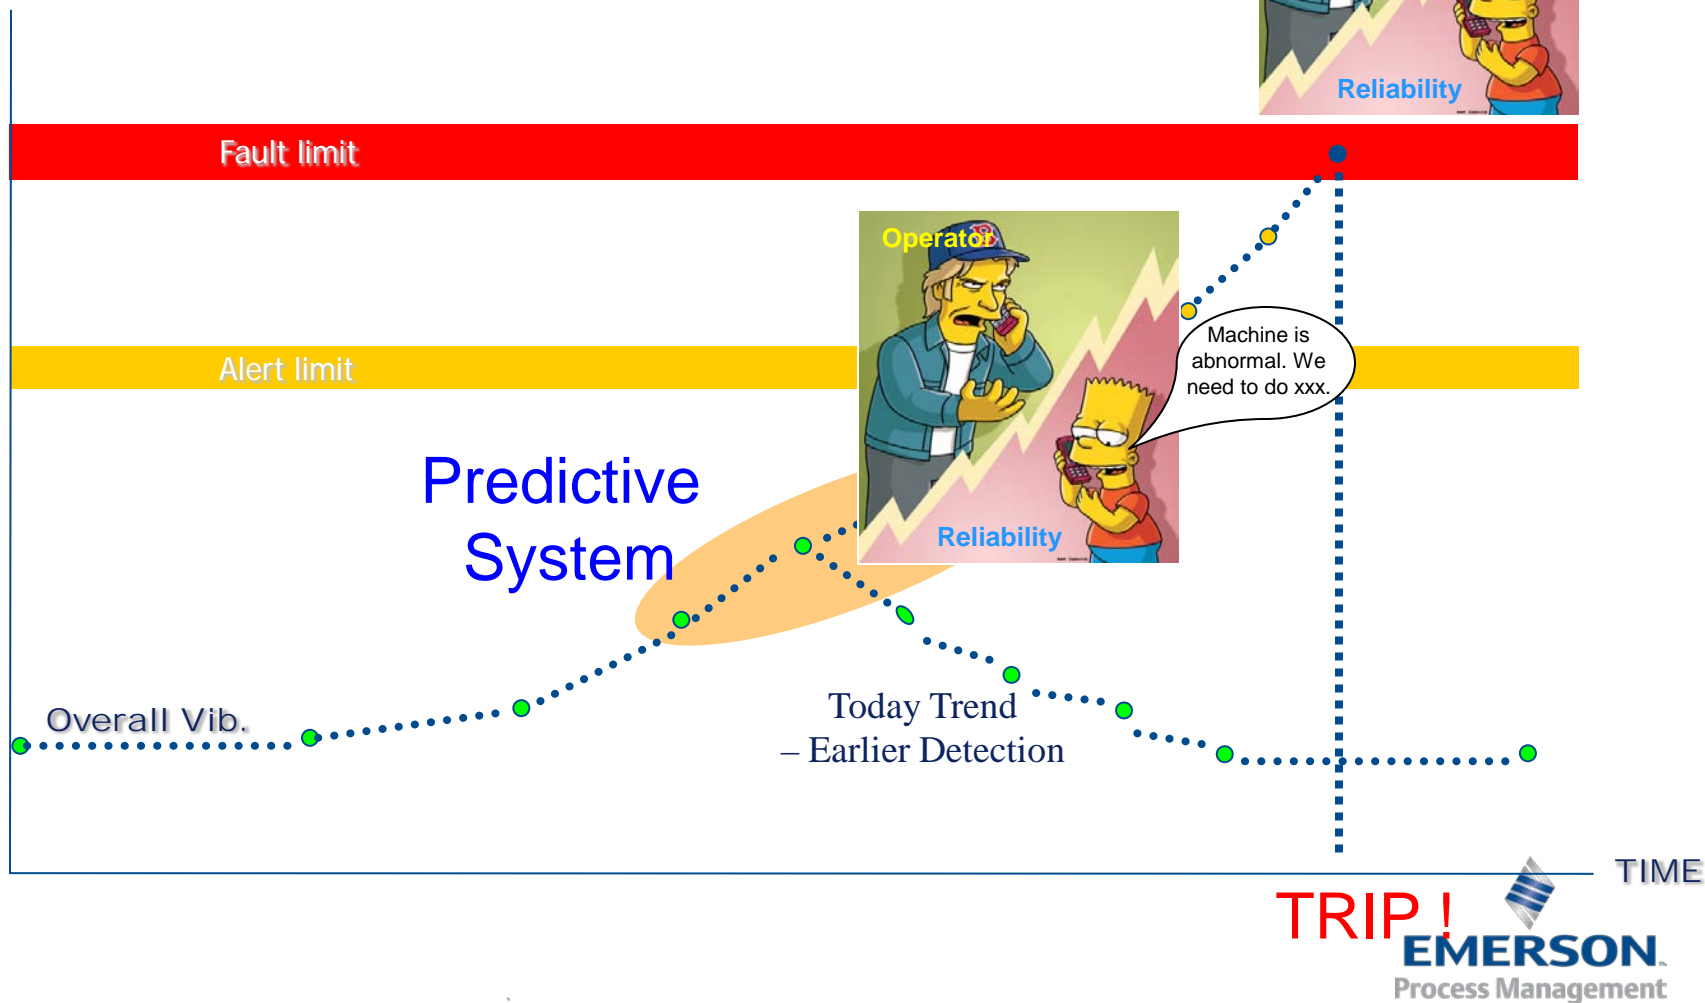 Reliability
Fault limit
Operator
Machine is
abnormal. We
need to do xxx.
Alert limit
Predictive
System
Reliability
Overall Vib.
Today Trend
– Earlier Detection
TIME
TRIP !
EMERSON
Process Management